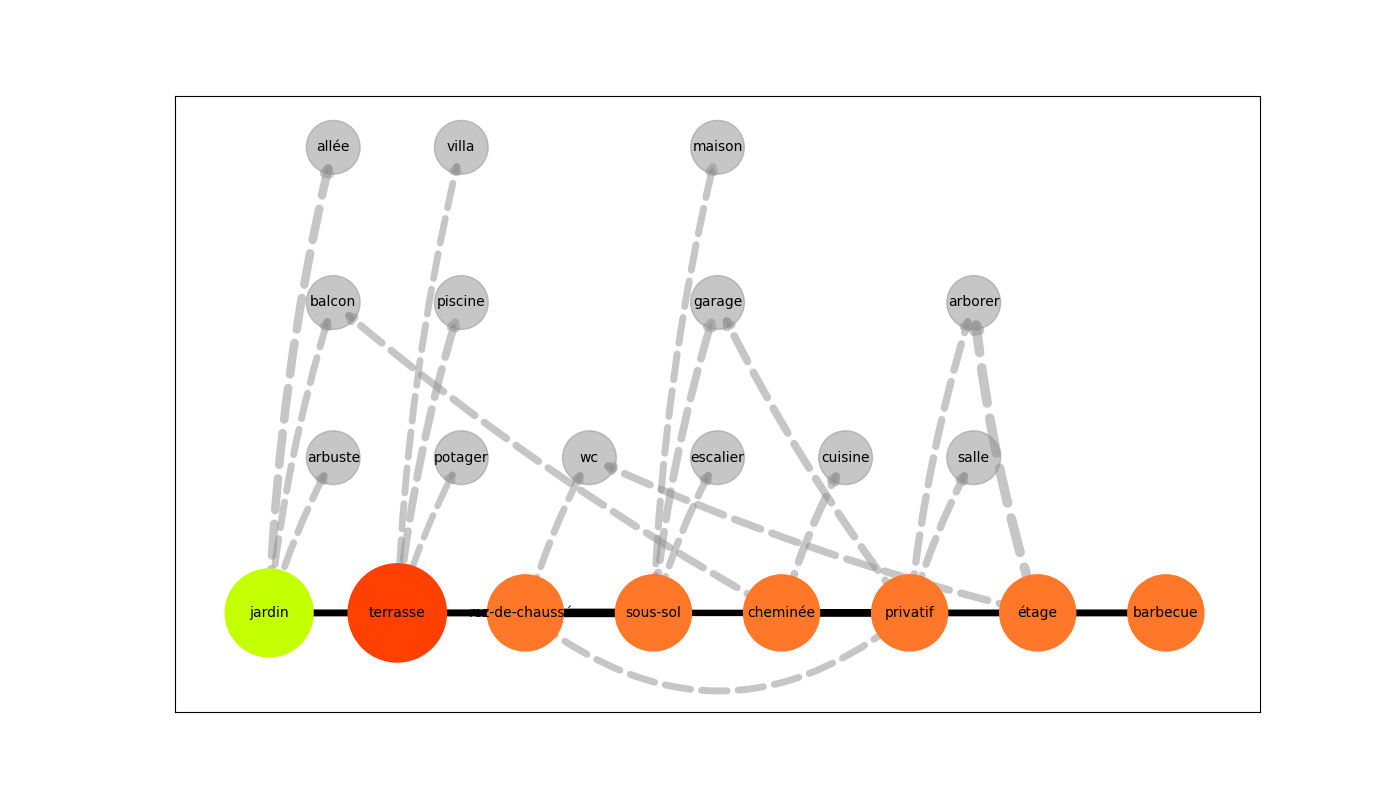 allée
villa
maison
balcon
piscine
garage
arborer
arbuste
potager
wc
escalier
cuisine
salle
jardin
terrasse
rez-de-chaussé
sous-sol
cheminée
privatif
étage
barbecue